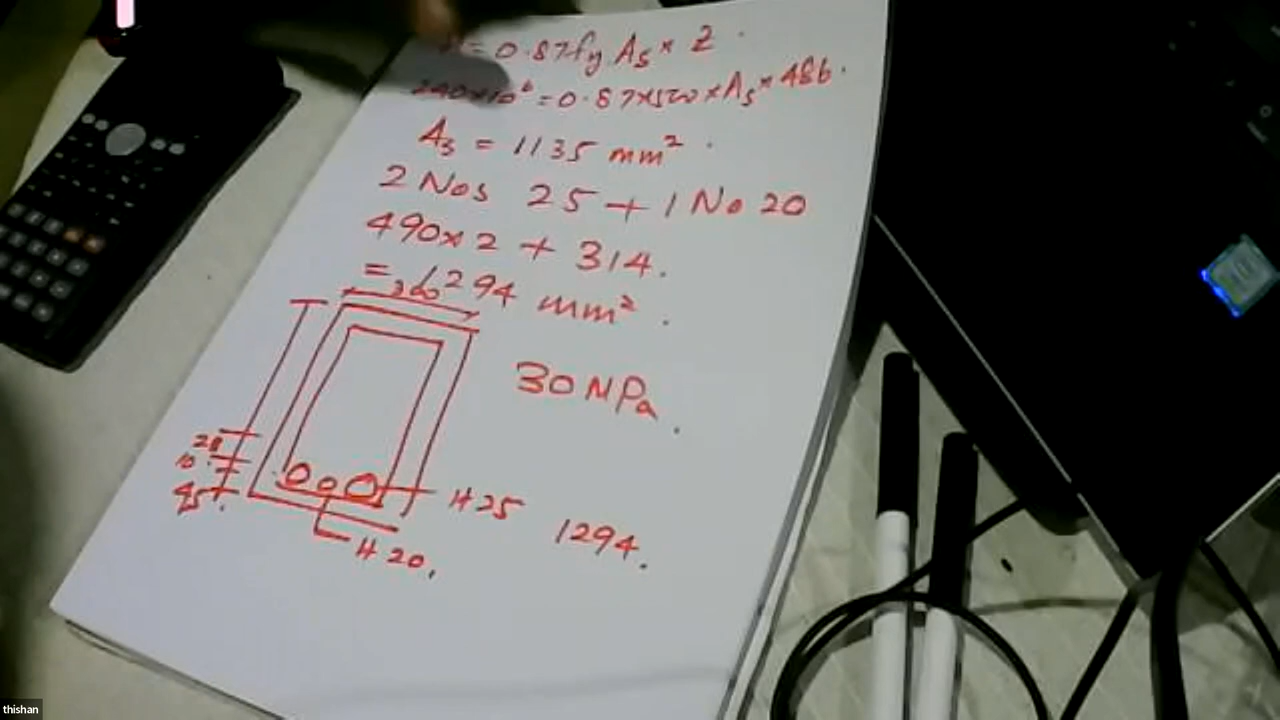 = 0.87fy As × Z.
240×10⁶ = 0.87×500×As×486.
As = 1135 mm².
2 Nos 25 + 1 No 20
490×2 + 314.
= 1294 mm².
30 MPa.
10
45.
H25
1294.
H20.
thishan